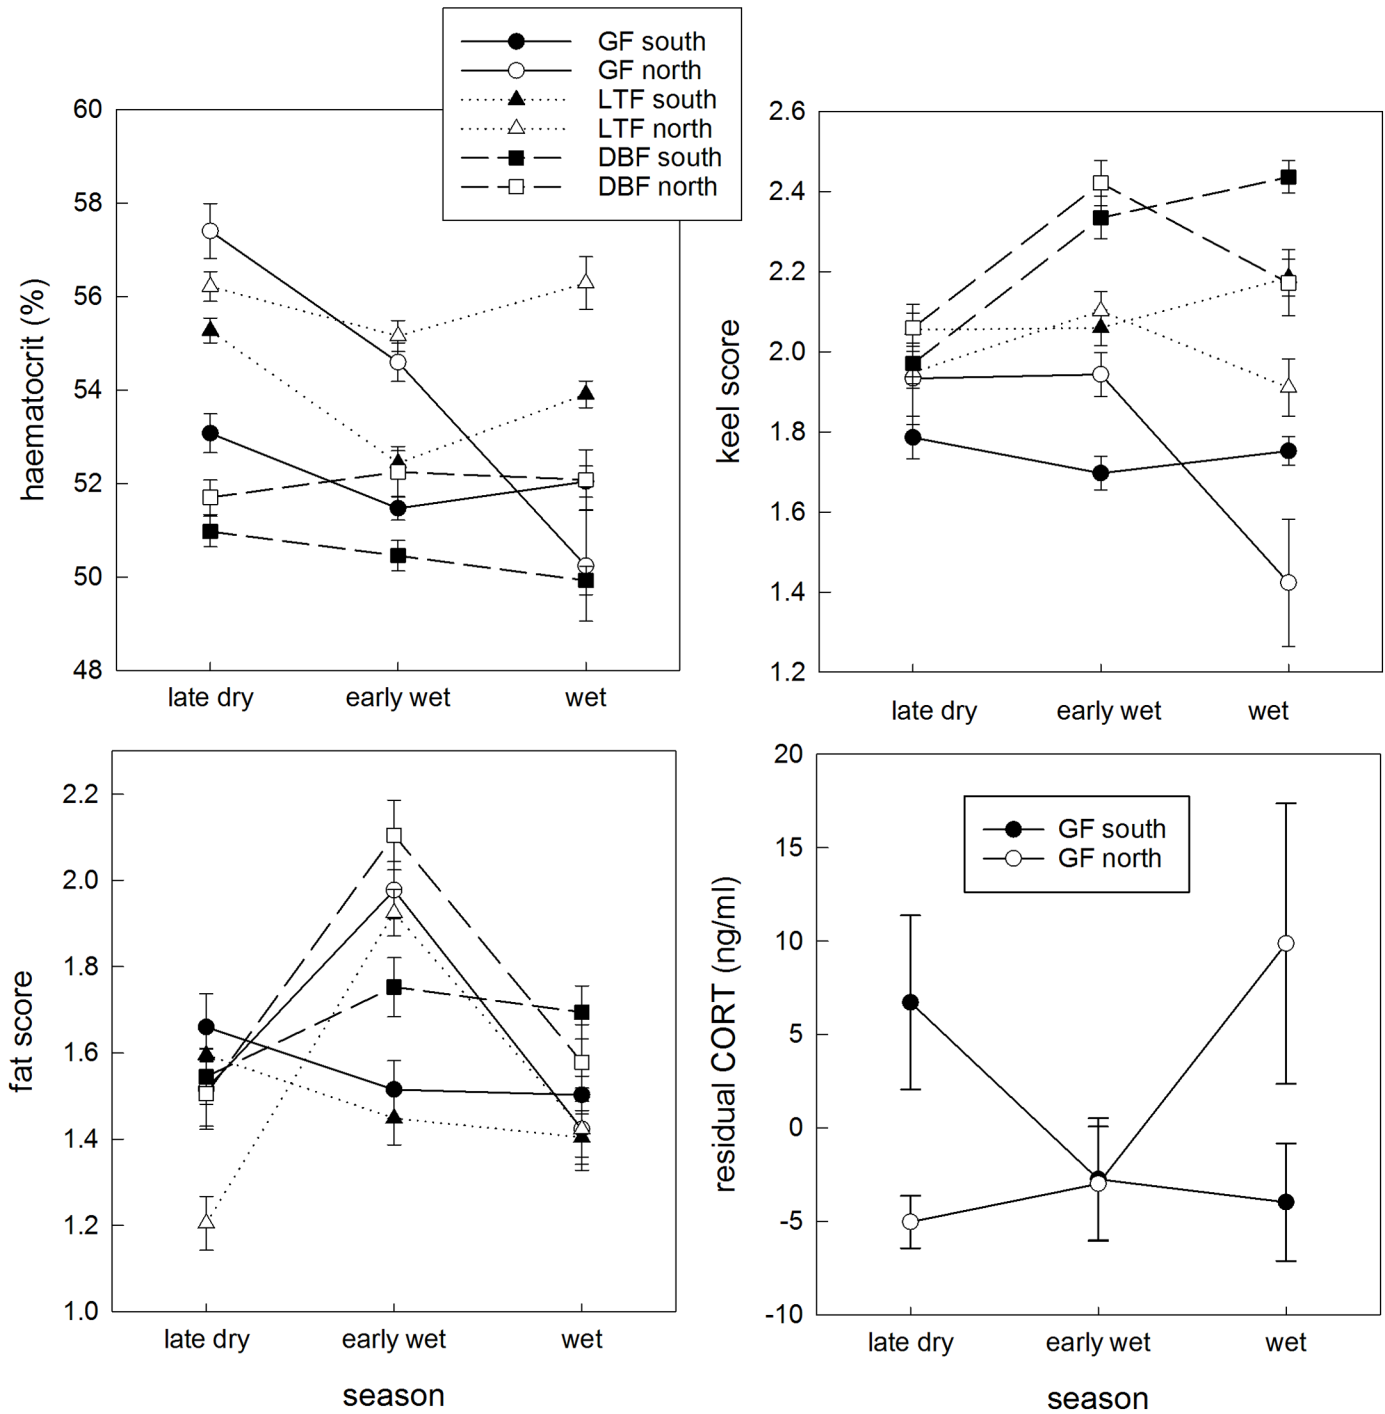 GF south
GF north
LTF south
LTF north
DBF south
DBF north
haematocrit (%)
60
58
56
54
52
50
48
late dry early wet wet
keel score
2.6
2.4
2.2
2.0
1.8
1.6
1.4
1.2
late dry early wet wet
fat score
2.2
2.0
1.8
1.6
1.4
1.2
1.0
late dry early wet wet
season
residual CORT (ng/ml)
20
15
10
5
0
-5
-10
GF south
GF north
late dry early wet wet
season